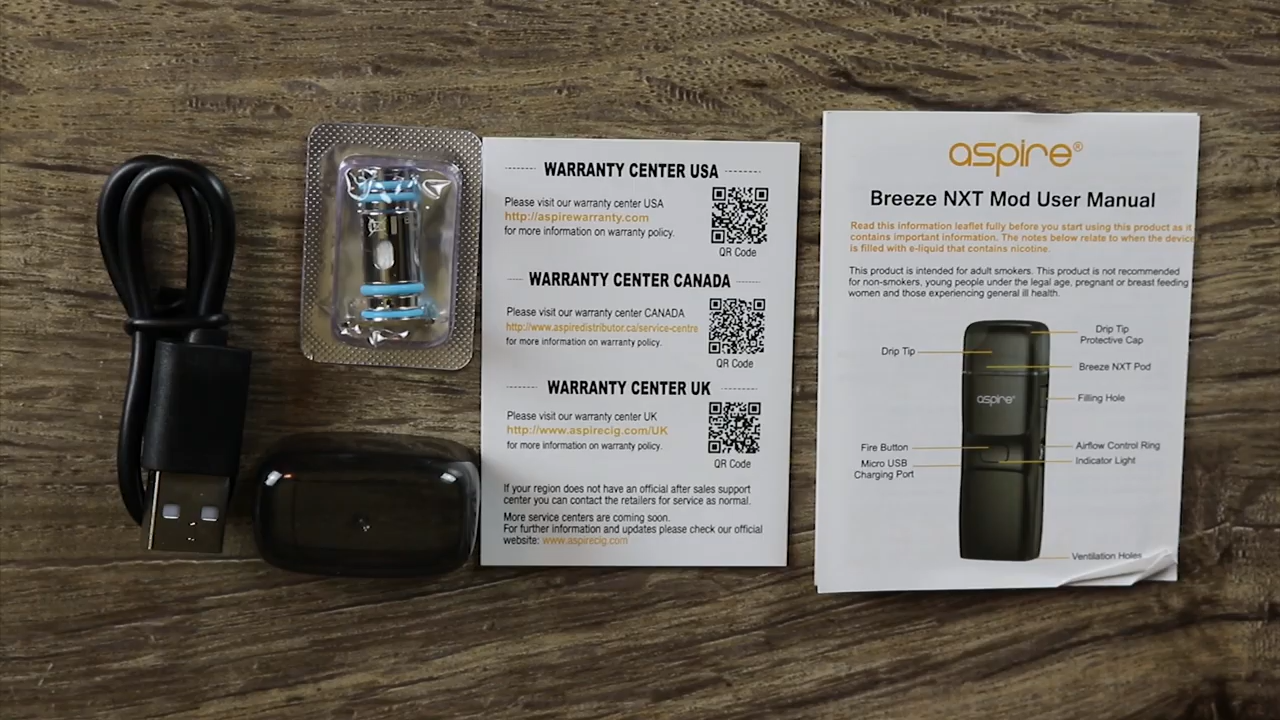 WARRANTY CENTER USA
Please visit our warranty center USA
http://aspirewarranty.com
for more information on warranty policy.
QR Code
WARRANTY CENTER CANADA
Please visit our warranty center CANADA
http://www.aspiredistributor.ca/service-centre
for more information on warranty policy.
QR Code
WARRANTY CENTER UK
Please visit our warranty center UK
http://www.aspirecig.com/UK
for more information on warranty policy.
QR Code
If your region does not have an official after sales support
center you can contact the retailers for service as normal.
More service centers are coming soon.
For further information and updates please check our official
website: www.aspirecig.com
aspire®
Breeze NXT Mod User Manual
Read this information leaflet fully before you start using this product as it
contains important information. The notes below relate to when the device
is filled with e-liquid that contains nicotine.
This product is intended for adult smokers. This product is not recommended
for non-smokers, young people under the legal age, pregnant or breast feeding
women and those experiencing general ill health.
Drip Tip
Protective Cap
Drip Tip
Breeze NXT Pod
aspire®
Filling Hole
Fire Button
Airflow Control Ring
Micro USB
Charging Port
Indicator Light
Ventilation Holes